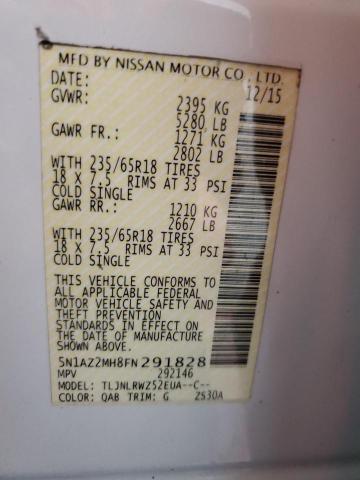 MFD BY NISSAN MOTOR CO., LTD.
DATE: 12/15
GVWR: 2395 KG
5280 LB
GAWR FR.: 1271 KG
2802 LB
WITH 235/65R18 TIRES
18 X 7.5 RIMS AT 33 PSI
COLD SINGLE
GAWR RR.: 1210 KG
2667 LB
WITH 235/65R18 TIRES
18 X 7.5 RIMS AT 33 PSI
COLD SINGLE
THIS VEHICLE CONFORMS TO
ALL APPLICABLE FEDERAL
MOTOR VEHICLE SAFETY AND
THEFT PREVENTION
STANDARDS IN EFFECT ON
THE DATE OF MANUFACTURE
SHOWN ABOVE.
5N1AZ2MH8FN291828
MPV 292146
MODEL: TLJNLRWZ52EUA--C--
COLOR: QAB TRIM: G ZS30A